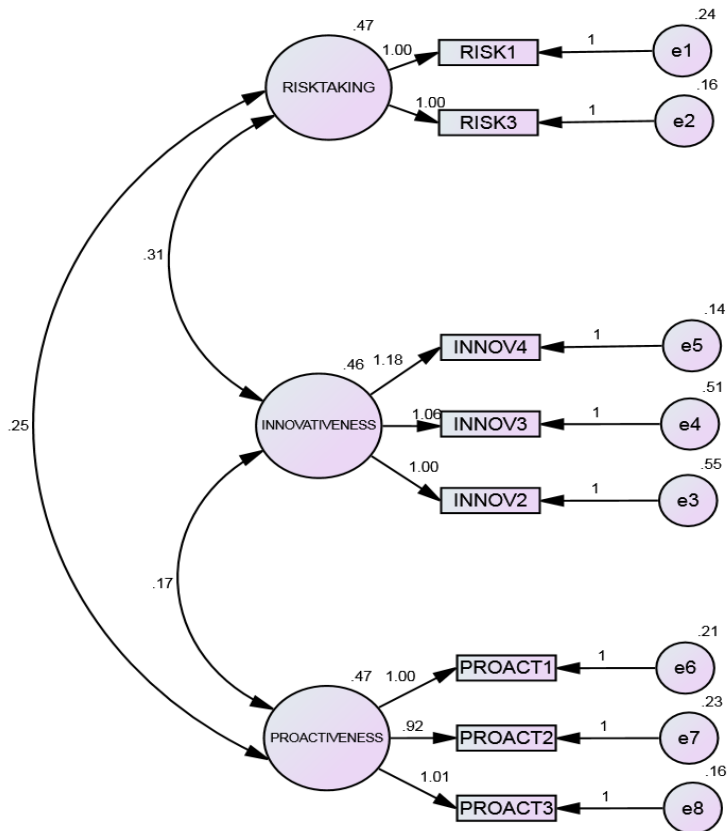 .47
.24
1.00
RISK1
1
e1
RISKTAKING
.16
1.00
RISK3
1
e2
.31
.14
.46
1.18
INNOV4
1
e5
.51
.25
INNOVATIVENESS
1.06
INNOV3
1
e4
.55
1.00
INNOV2
1
e3
.17
.21
.47
1.00
PROACT1
1
e6
.23
PROACTIVENESS
.92
PROACT2
1
e7
.16
1.01
PROACT3
1
e8